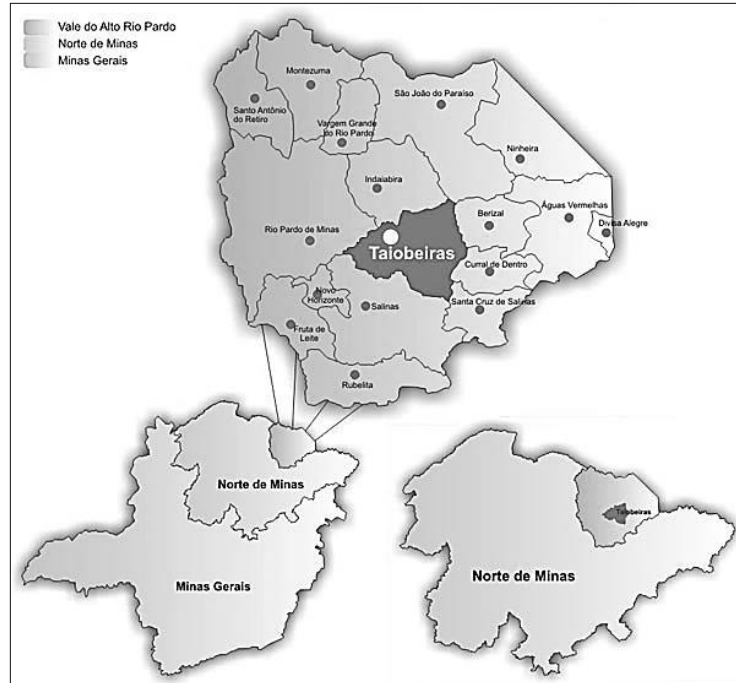 Vale do Alto Rio Pardo
Norte de Minas
Minas Gerais
Montezuma
São João do Paraíso
Santo Antônio
do Retiro
Vargem Grande
do Rio Pardo
Ninheira
Indaiabira
Águas Vermelhas
Berizal
Divisa Alegre
Rio Pardo de Minas
Taiobeiras
Curral de Dentro
Novo
Horizonte
Salinas
Santa Cruz de Salinas
Fruta de
Leite
Rubelita
Norte de Minas
Minas Gerais
Taiobeiras
Norte de Minas